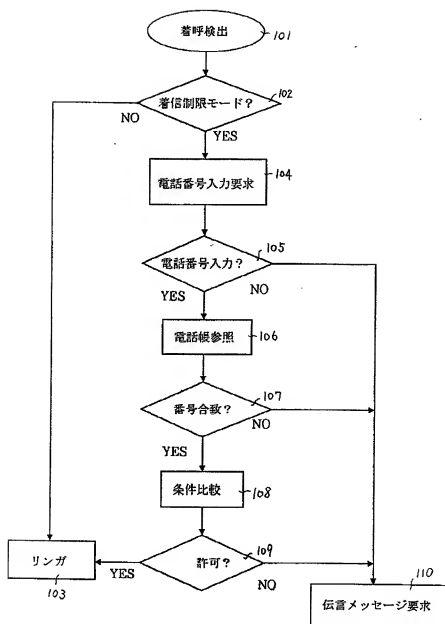 着呼検出
101
着信制限モード?
102
NO
YES
電話番号入力要求
104
電話番号入力?
105
YES
NO
電話帳参照
106
番号合致?
107
YES
NO
条件比較
108
許可?
109
YES
NO
リンガ
103
110
伝言メッセージ要求